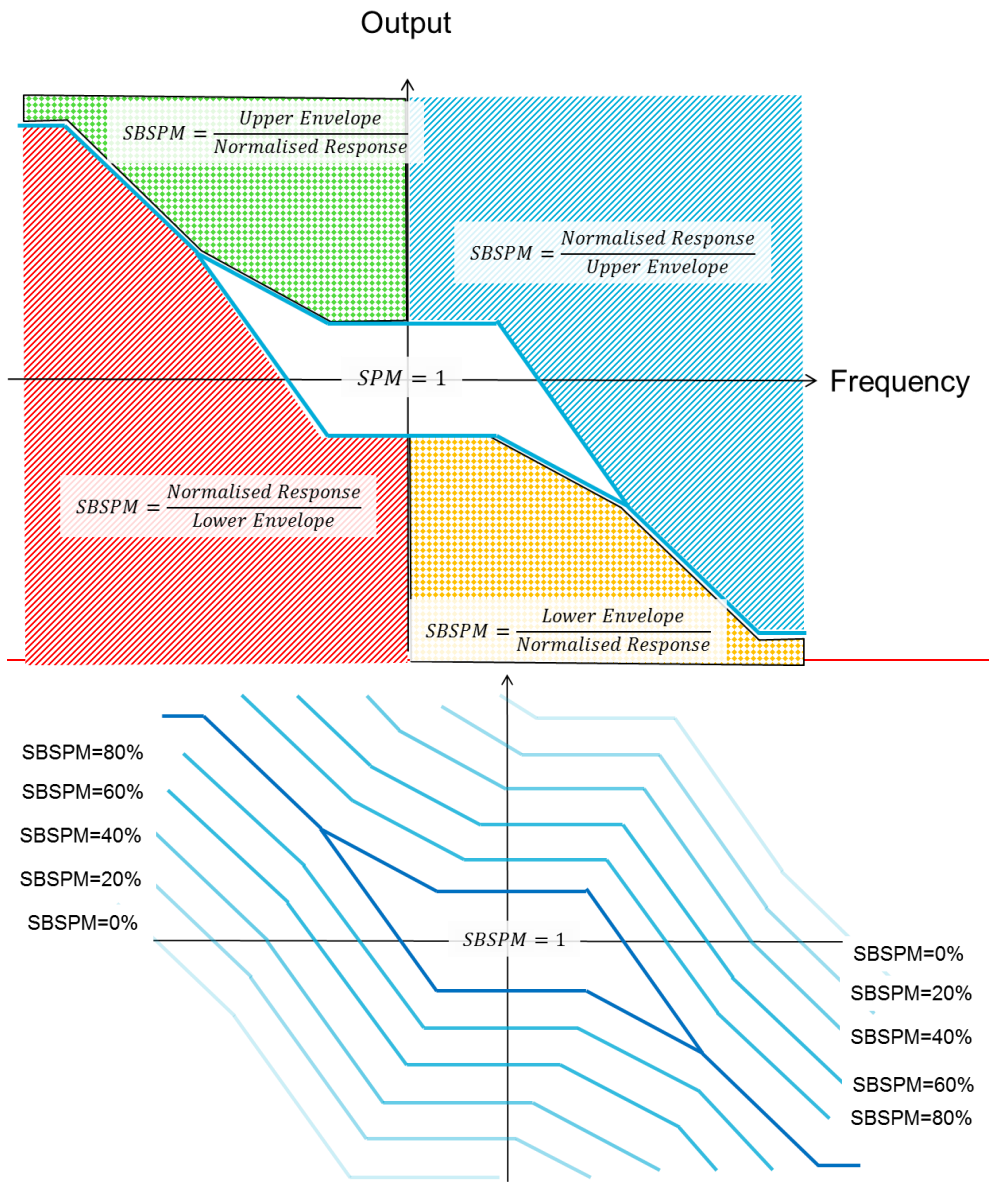 Output
SBSPM = Upper Envelope / Normalised Response
SBSPM = Normalised Response / Upper Envelope
SPM = 1
Frequency
SBSPM = Normalised Response / Lower Envelope
SBSPM = Lower Envelope / Normalised Response
SBSPM=80%
SBSPM=60%
SBSPM=40%
SBSPM=20%
SBSPM=0%
SBSPM = 1
SBSPM=0%
SBSPM=20%
SBSPM=40%
SBSPM=60%
SBSPM=80%